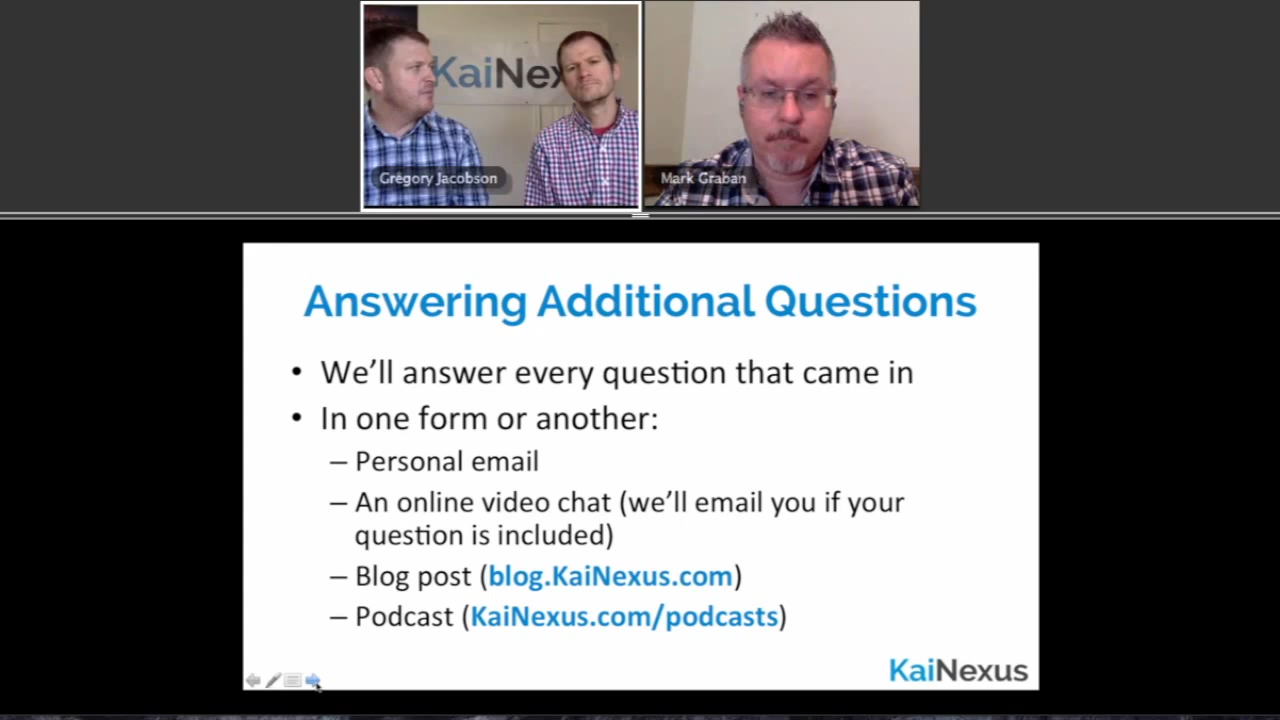 KaiNex
Gregory Jacobson
Mark Graban
Answering Additional Questions
• We’ll answer every question that came in
• In one form or another:
– Personal email
– An online video chat (we’ll email you if your
question is included)
– Blog post (blog.KaiNexus.com)
– Podcast (KaiNexus.com/podcasts)
KaiNexus